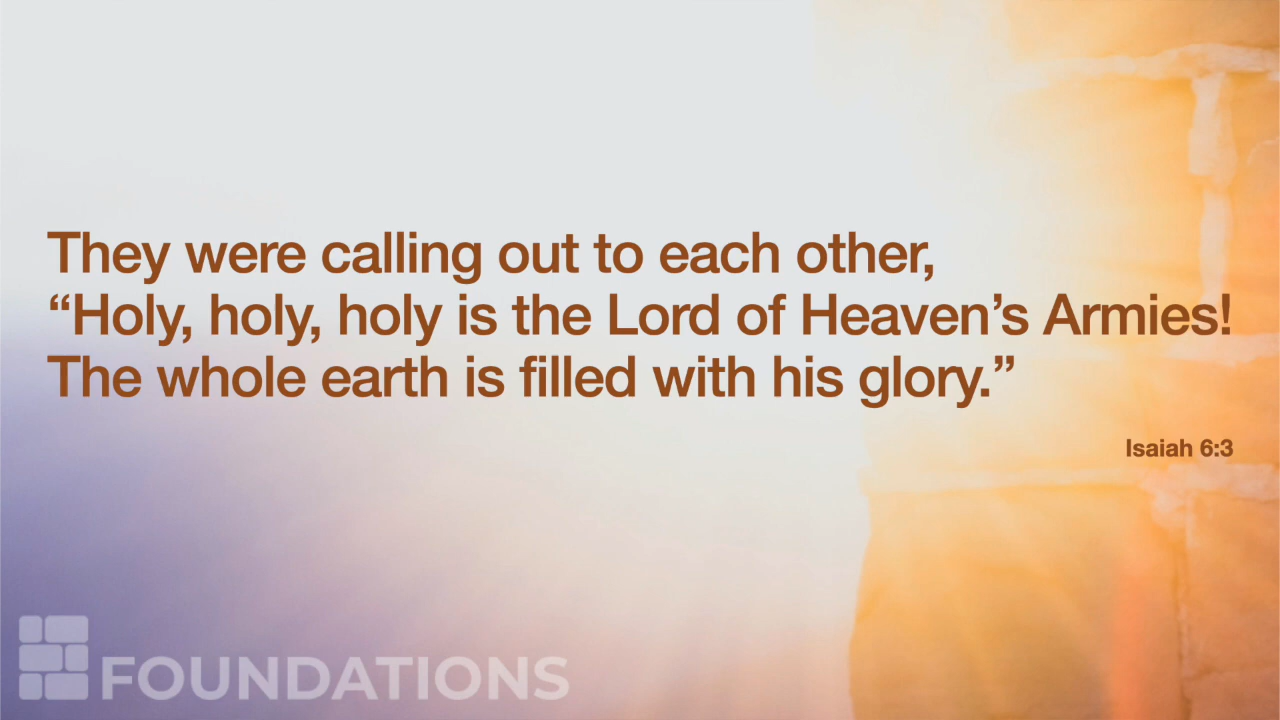 They were calling out to each other,
“Holy, holy, holy is the Lord of Heaven’s Armies!
The whole earth is filled with his glory.”
Isaiah 6:3
FOUNDATIONS